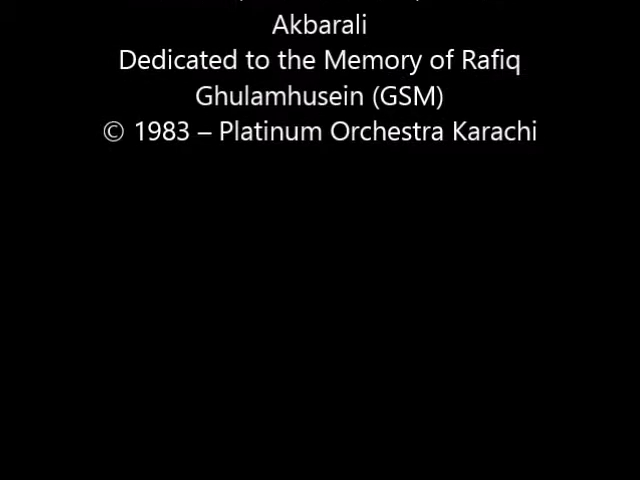 Akbarali
Dedicated to the Memory of Rafiq
Ghulamhusein (GSM)
© 1983 – Platinum Orchestra Karachi